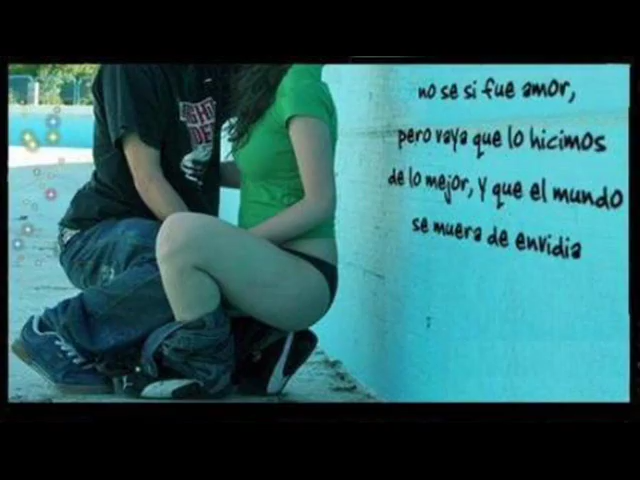 no se si fue amor,
pero vaya que lo hicimos
de lo mejor, y que el mundo
se muera de envidia